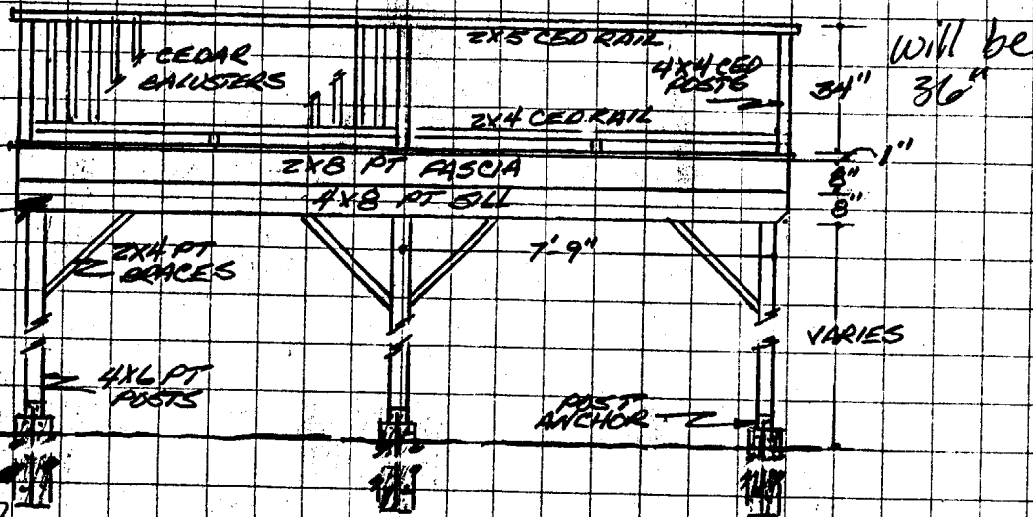 2X5 CED RAIL
will be
36"
CEDAR
BALUSTERS
4X4 CED
POSTS
34"
2X4 CED RAIL
1"
2X8 PT FASCIA
8"
4X8 PT SILL
8"
7'-9"
2X4 PT
BRACES
VARIES
4X6 PT
POSTS
POST
ANCHOR